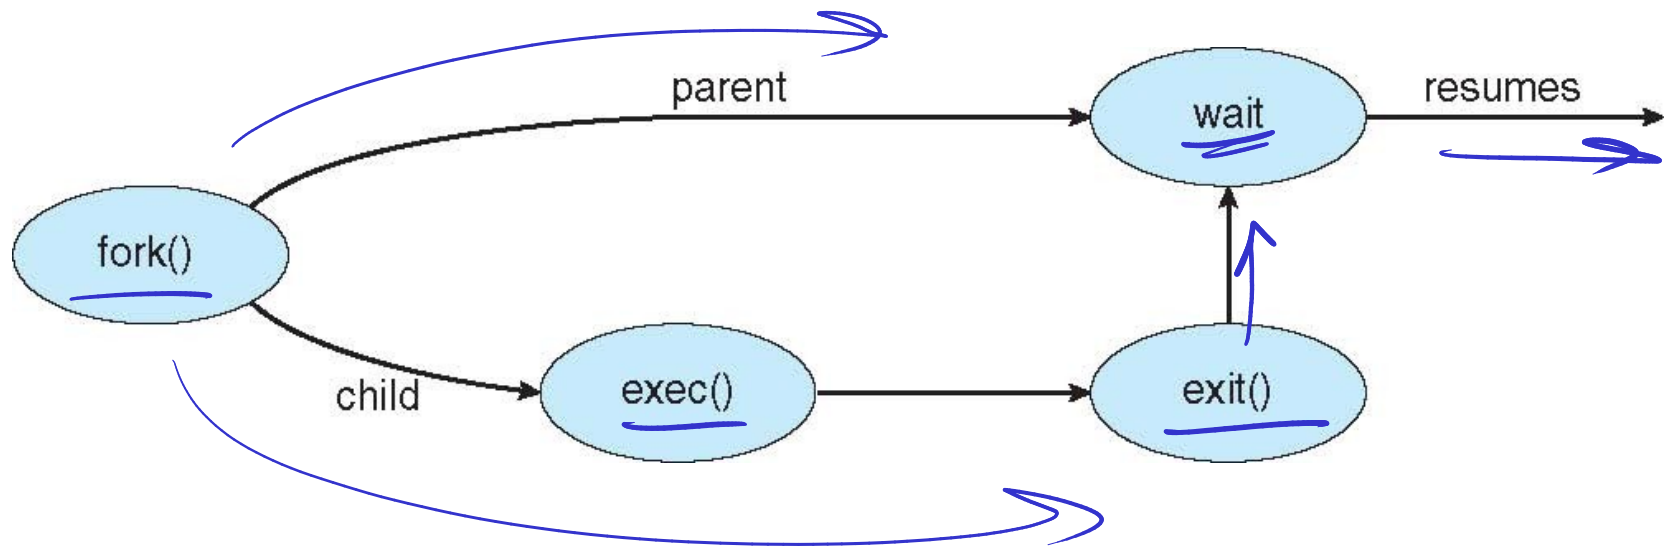 parent
wait
resumes
fork()
child
exec()
exit()